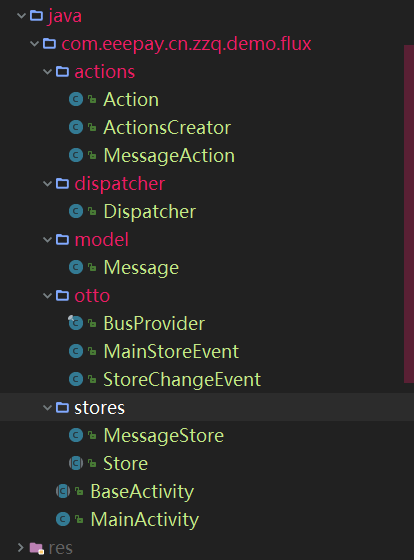 java
com.eeepay.cn.zzq.demo.flux
actions
Action
ActionsCreator
MessageAction
dispatcher
Dispatcher
model
Message
otto
BusProvider
MainStoreEvent
StoreChangeEvent
stores
MessageStore
Store
BaseActivity
MainActivity
res